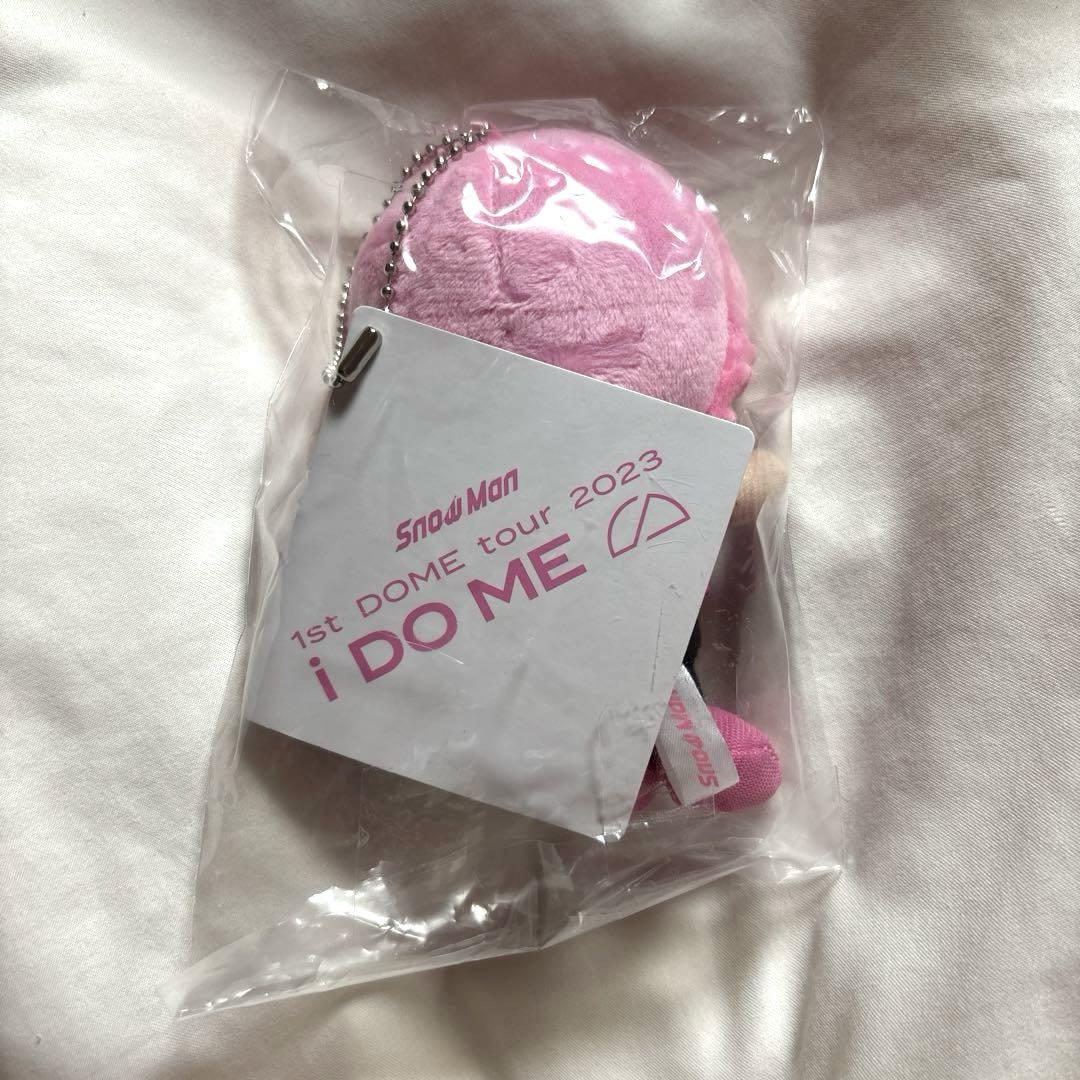 Snow Man
1st DOME tour 2023
i DO ME
Snow Man